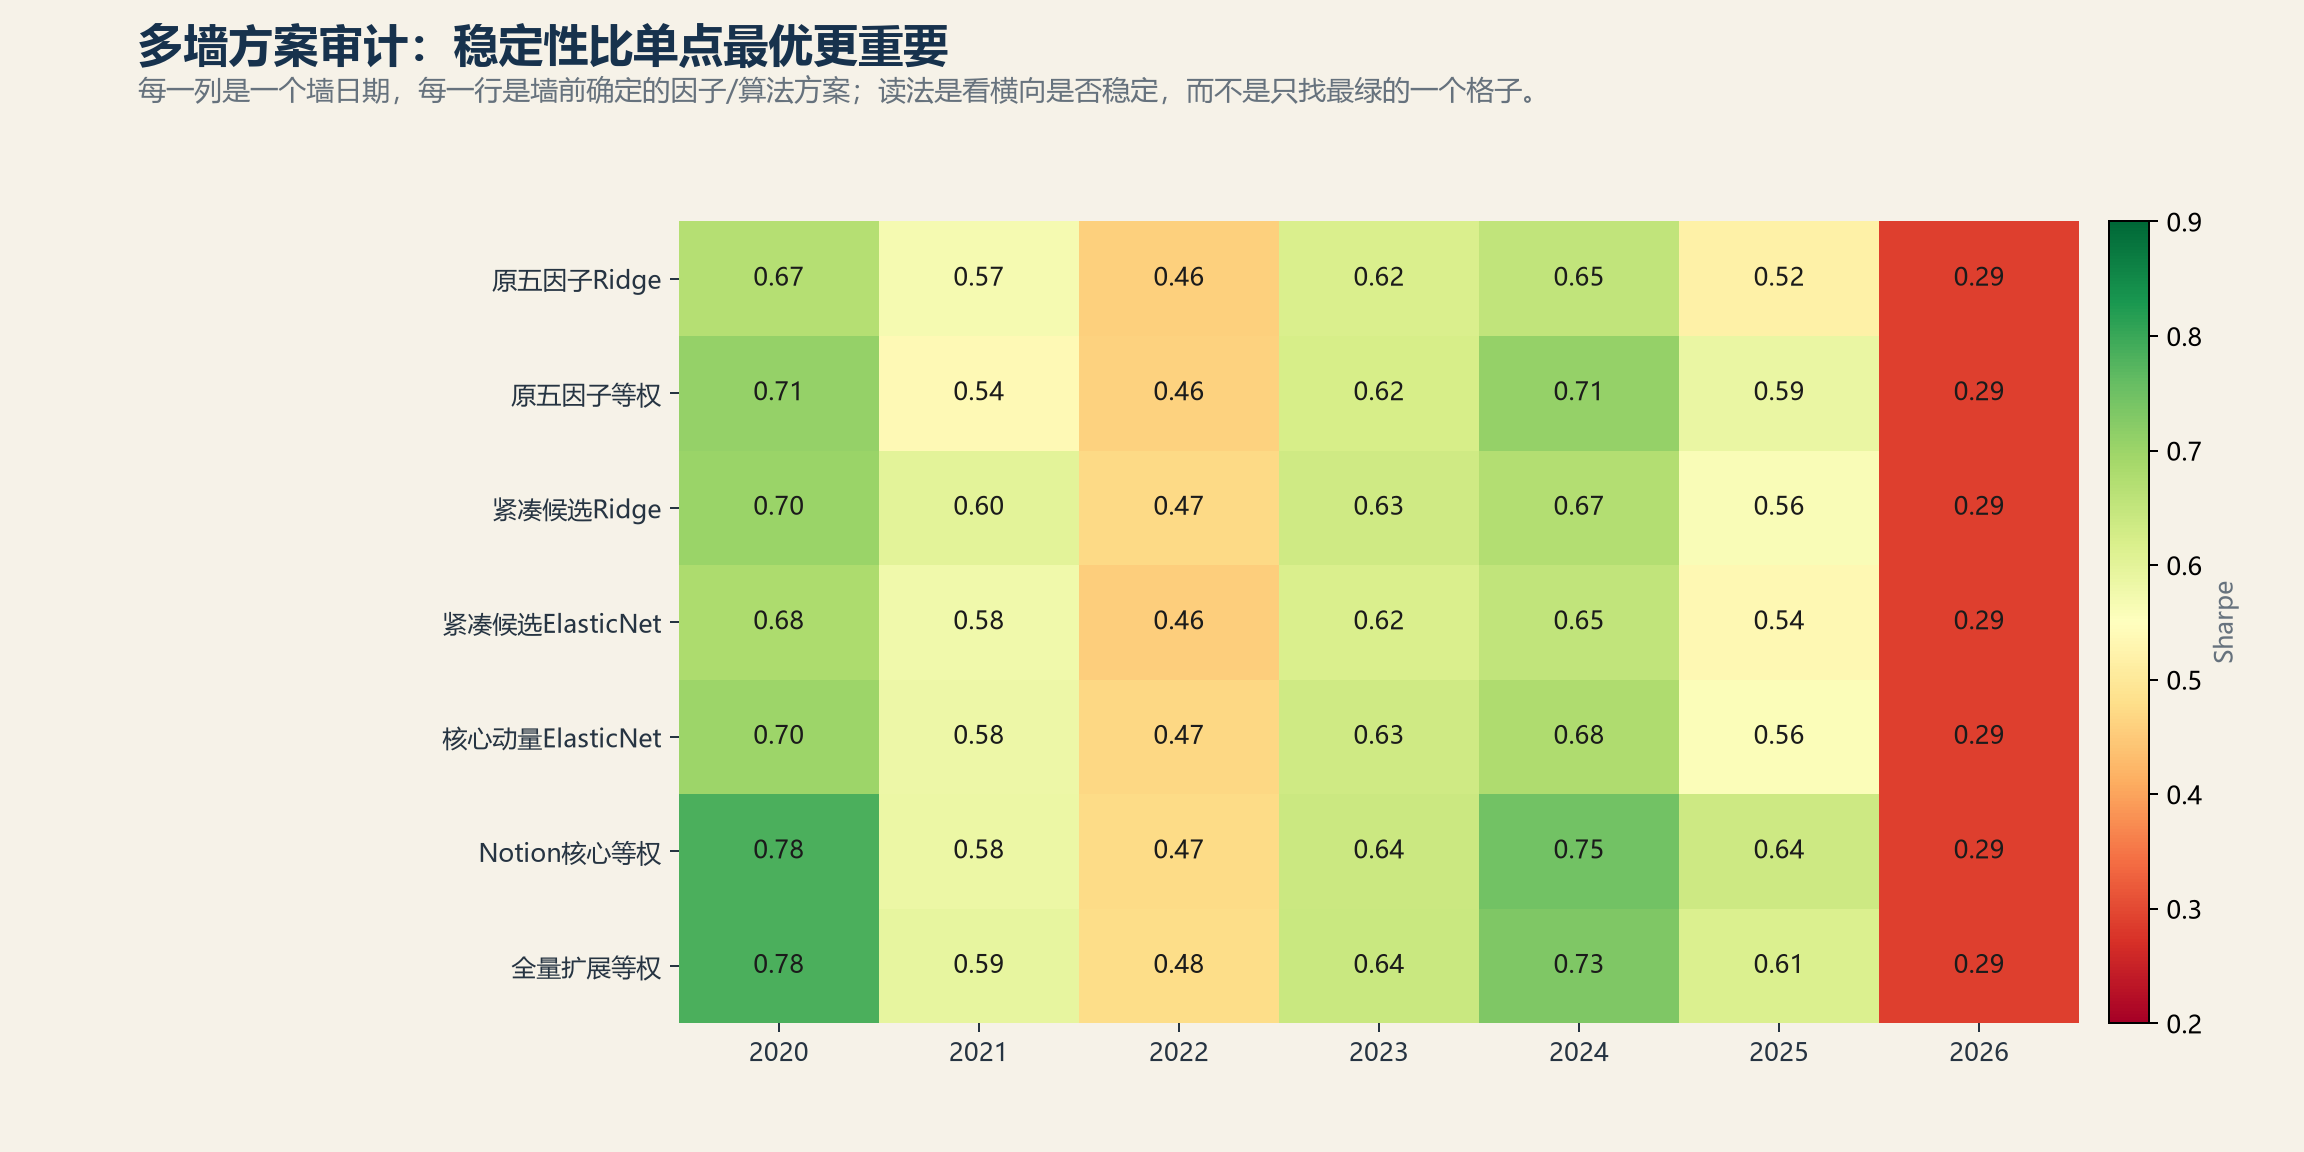 多墙方案审计：稳定性比单点最优更重要
每一列是一个墙日期，每一行是墙前确定的因子/算法方案；读法是看横向是否稳定，而不是只找最绿的一个格子。
原五因子Ridge 0.67 0.57 0.46 0.62 0.65 0.52 0.29
原五因子等权 0.71 0.54 0.46 0.62 0.71 0.59 0.29
紧凑候选Ridge 0.70 0.60 0.47 0.63 0.67 0.56 0.29
紧凑候选ElasticNet 0.68 0.58 0.46 0.62 0.65 0.54 0.29
核心动量ElasticNet 0.70 0.58 0.47 0.63 0.68 0.56 0.29
Notion核心等权 0.78 0.58 0.47 0.64 0.75 0.64 0.29
全量扩展等权 0.78 0.59 0.48 0.64 0.73 0.61 0.29
2020 2021 2022 2023 2024 2025 2026
0.9
0.8
0.7
0.6
0.5
0.4
0.3
0.2
Sharpe